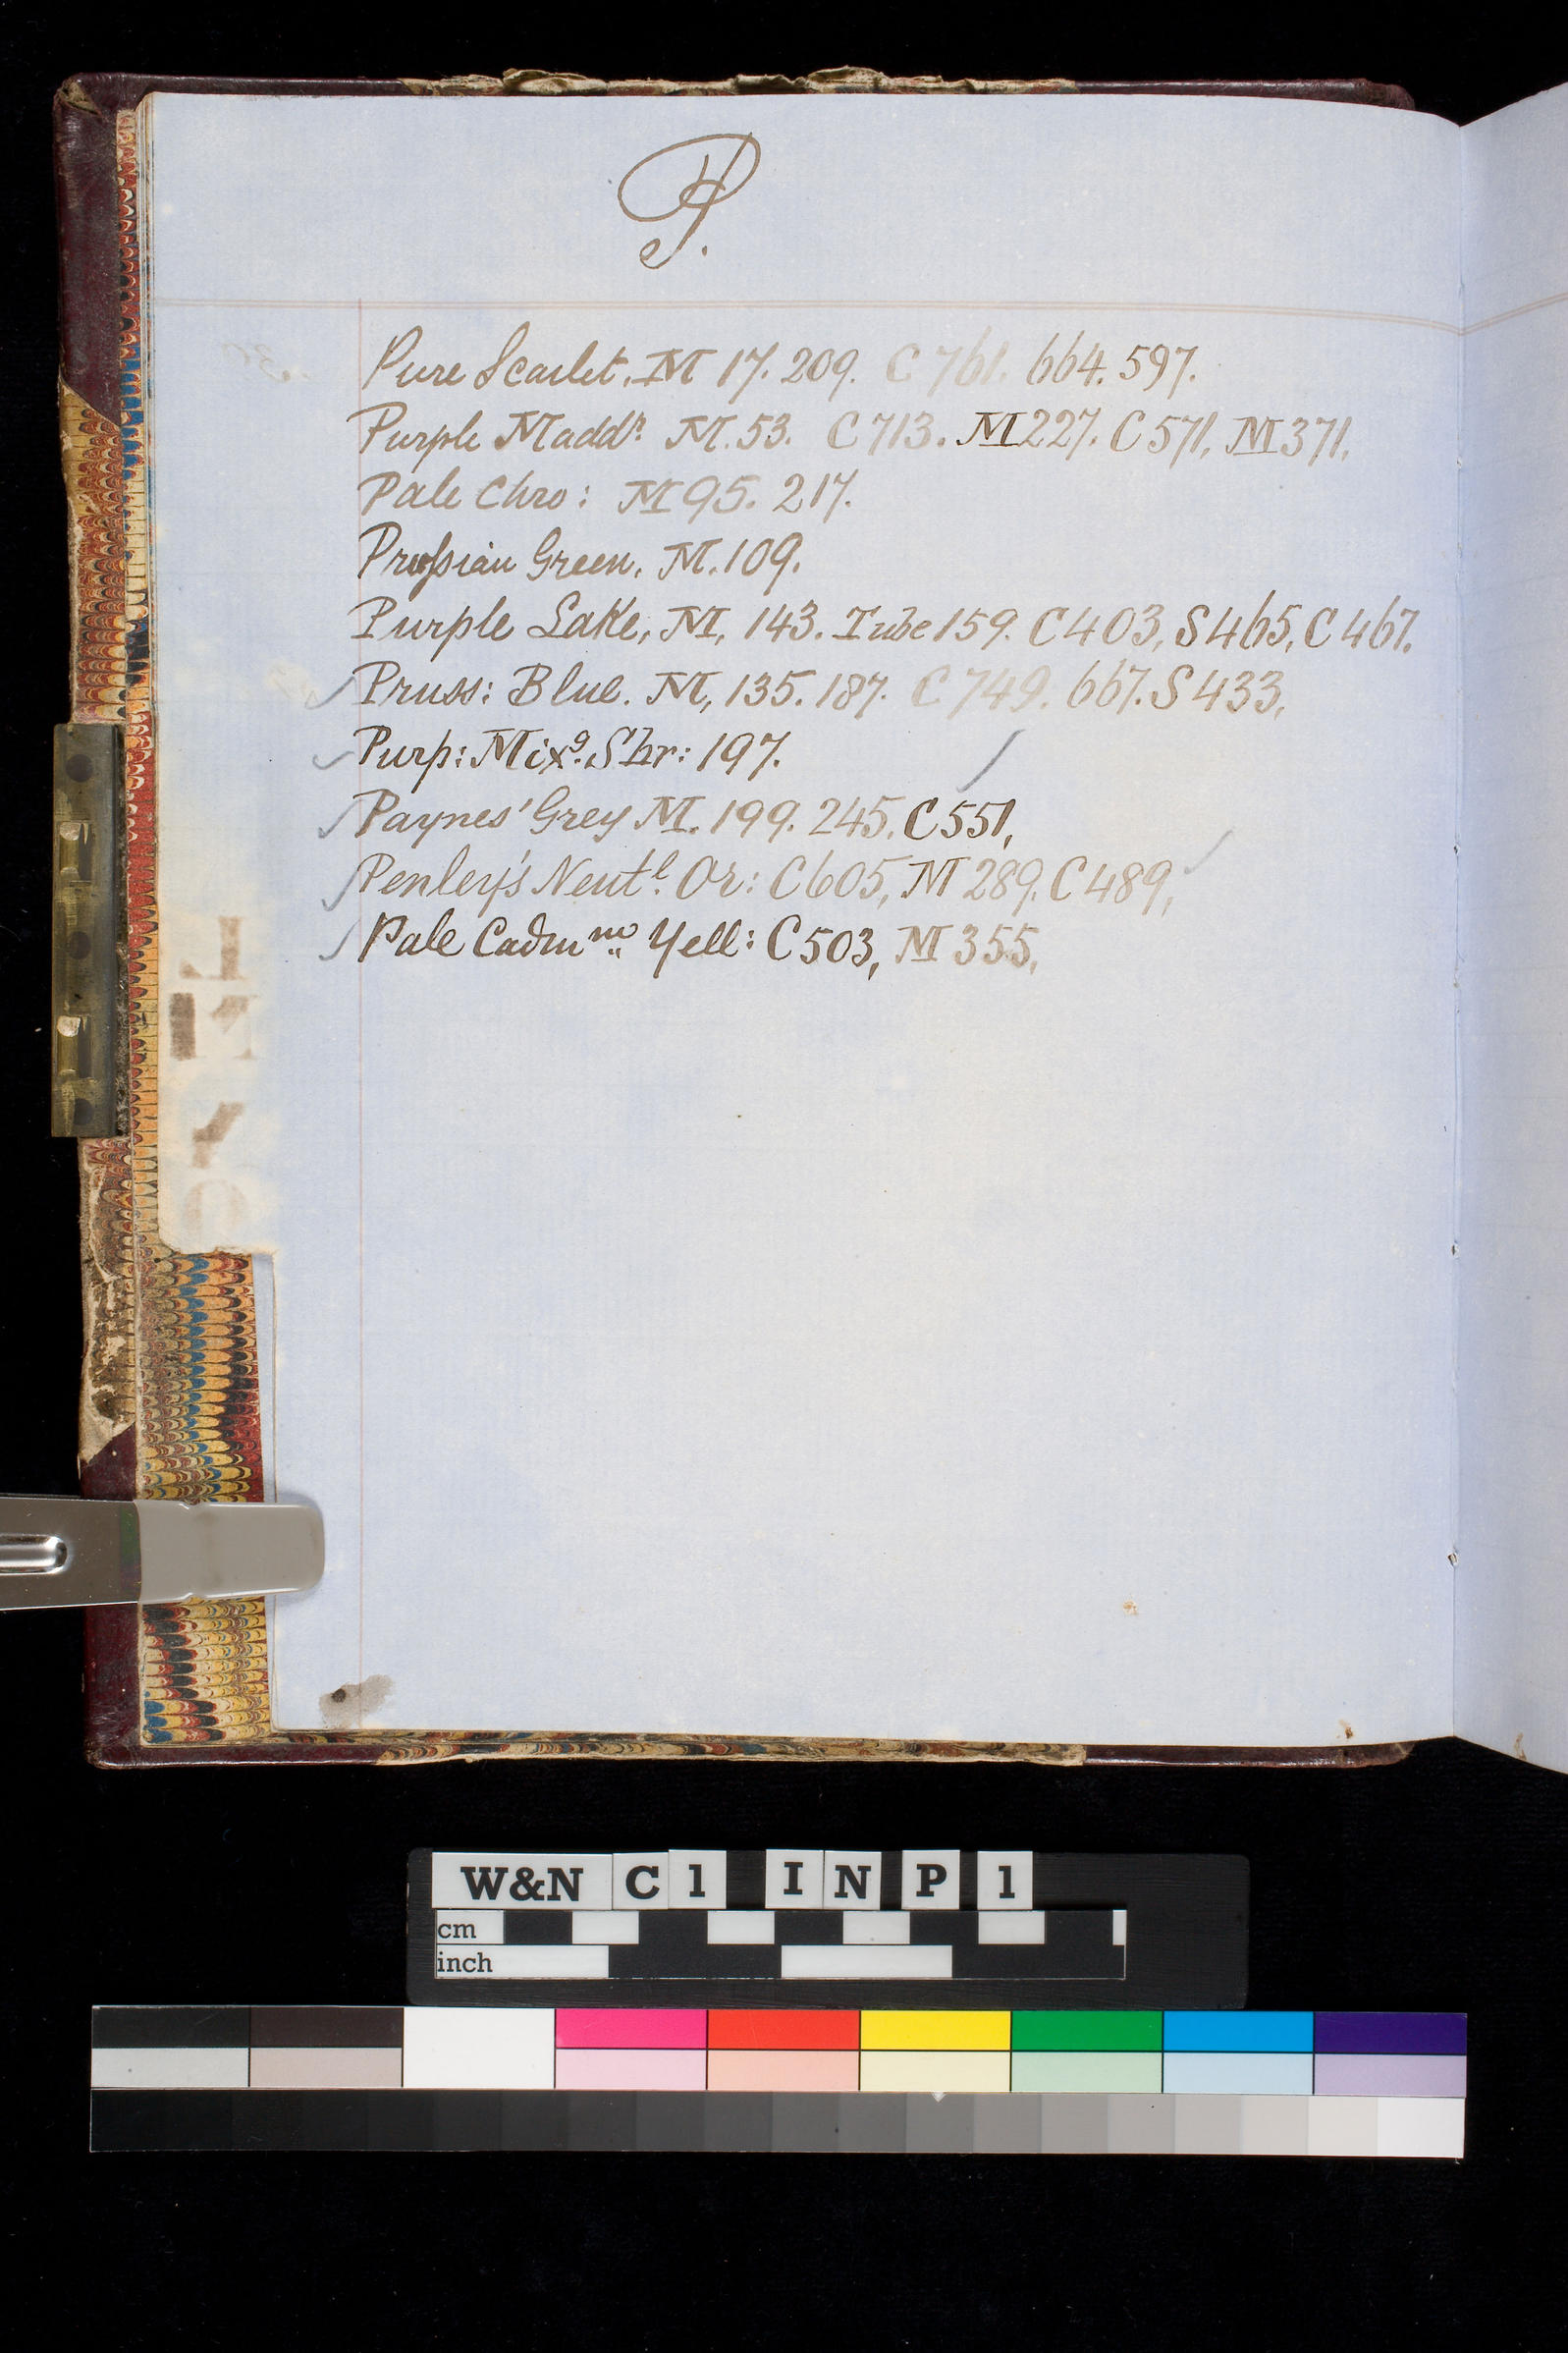 P.
Pure Scarlet. M 17. 209. C 761. 664. 597.
Purple Maddr. M. 53. C 713. M 227. C 571, M 371,
Pale Chro: M 95. 217.
Prussian Green, M. 109.
Purple Lake, M, 143. Tube 159. C 403, S 465, C 467.
Pruss: Blue. M, 135. 187. C 749. 667. S 433,
Purp: Mixg. Shr: 197.
Paynes' Grey M. 199. 245. C 551,
Penley's Neutl. Or: C 605, M 289. C 489,
Pale Cadmm Yell: C 503, M 355,
W&N C1 IN P 1
cm
inch